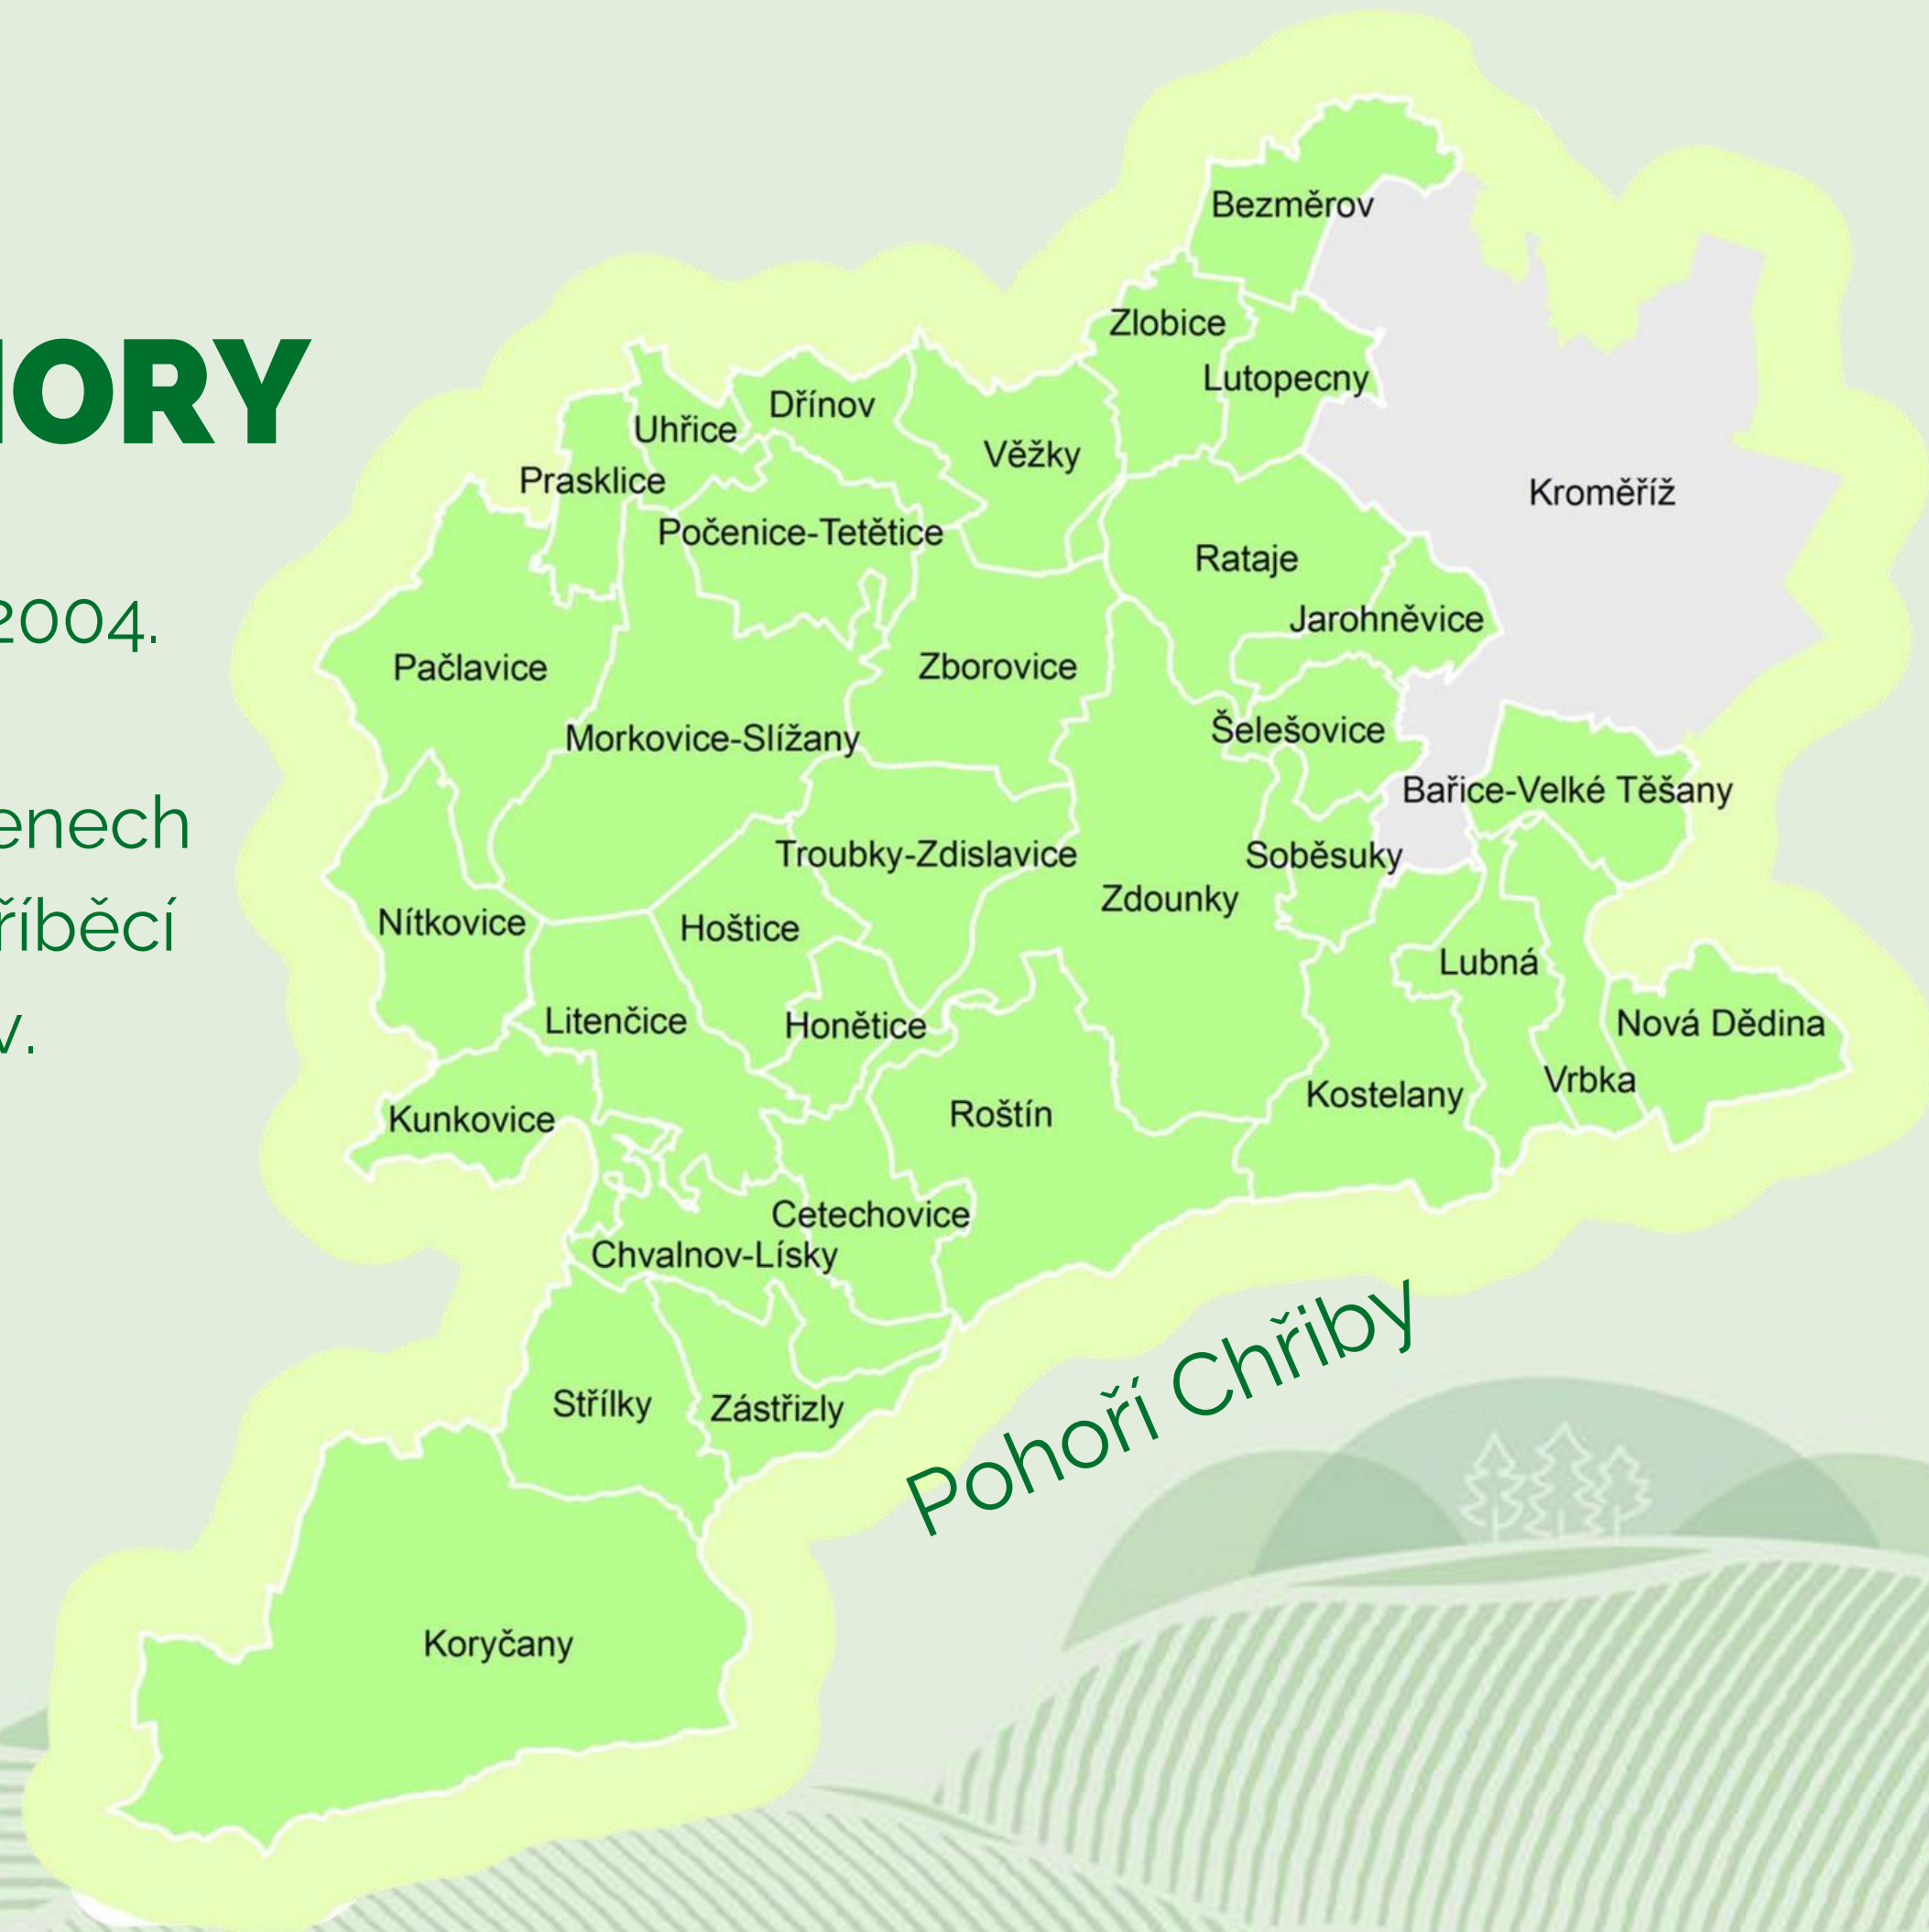 HORY
2004.
enech
říběcí
v.
Bezměrov
Zlobice
Lutopecny
Dřínov
Uhřice
Věžky
Prasklice
Kroměříž
Počenice-Tetětice
Rataje
Jarohněvice
Pačlavice
Zborovice
Šelešovice
Morkovice-Slížany
Bařice-Velké Těšany
Troubky-Zdislavice
Soběsuky
Zdounky
Nítkovice
Hoštice
Lubná
Litenčice
Honětice
Nová Dědina
Vrbka
Kostelany
Kunkovice
Roštín
Cetechovice
Chvalnov-Lísky
Střílky
Zástřizly
Pohoří Chřiby
Koryčany